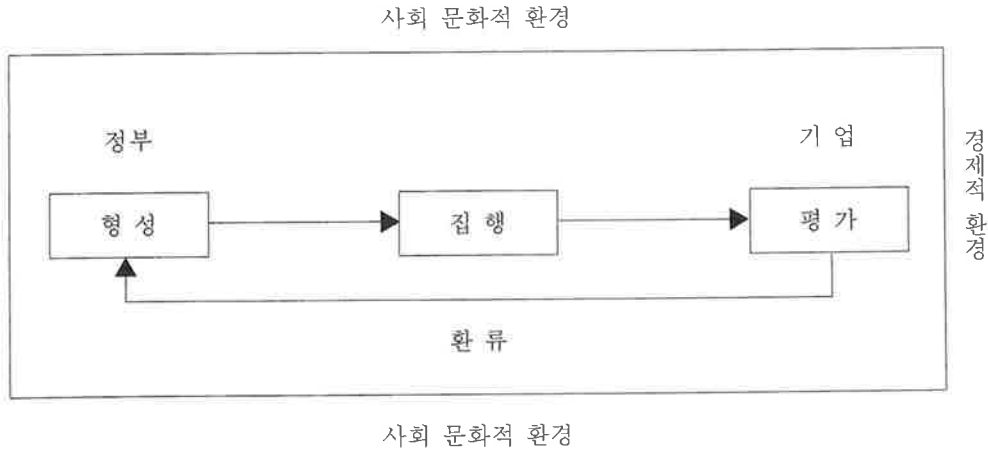 사회 문화적 환경
정부
기 업
형 성
집 행
평 가
경제적 환경
환 류
사회 문화적 환경